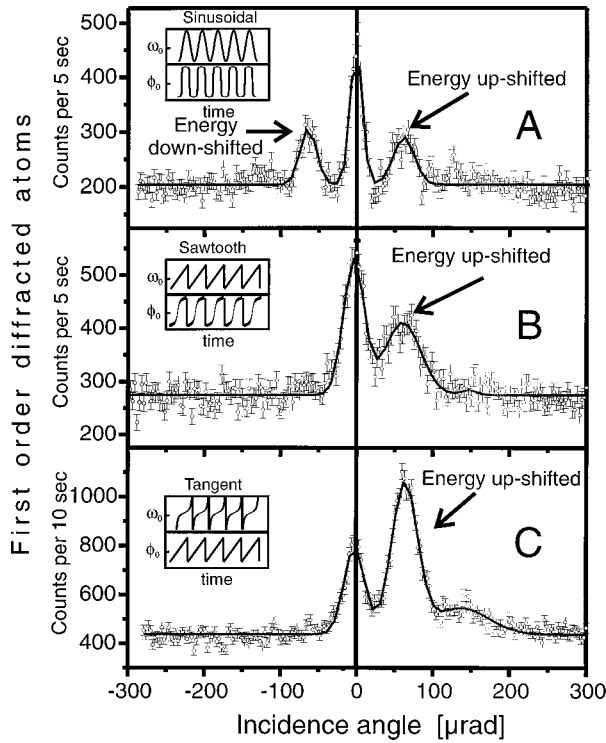 First order diffracted atoms
Counts per 5 sec
500
400
300
200
Sinusoidal
ω₀
ϕ₀
time
Energy
down-shifted
Energy up-shifted
A
Counts per 5 sec
500
400
300
200
Sawtooth
ω₀
ϕ₀
time
Energy up-shifted
B
Counts per 10 sec
1000
800
600
400
Tangent
ω₀
ϕ₀
time
Energy up-shifted
C
-300 -200 -100 0 100 200 300
Incidence angle [μrad]